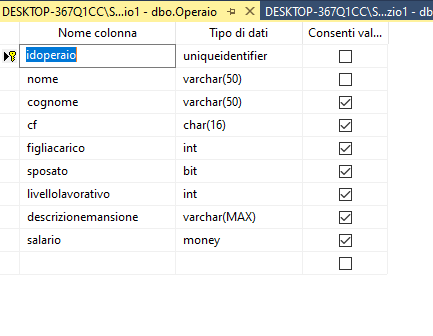 DESKTOP-367Q1CC\S...io1 - dbo.Operaio DESKTOP-367Q1CC\S...zio1 - db
Nome colonna Tipo di dati Consenti val...
idoperaio uniqueidentifier
nome varchar(50)
cognome varchar(50)
cf char(16)
figliacarico int
sposato bit
livellolavorativo int
descrizionemansione varchar(MAX)
salario money